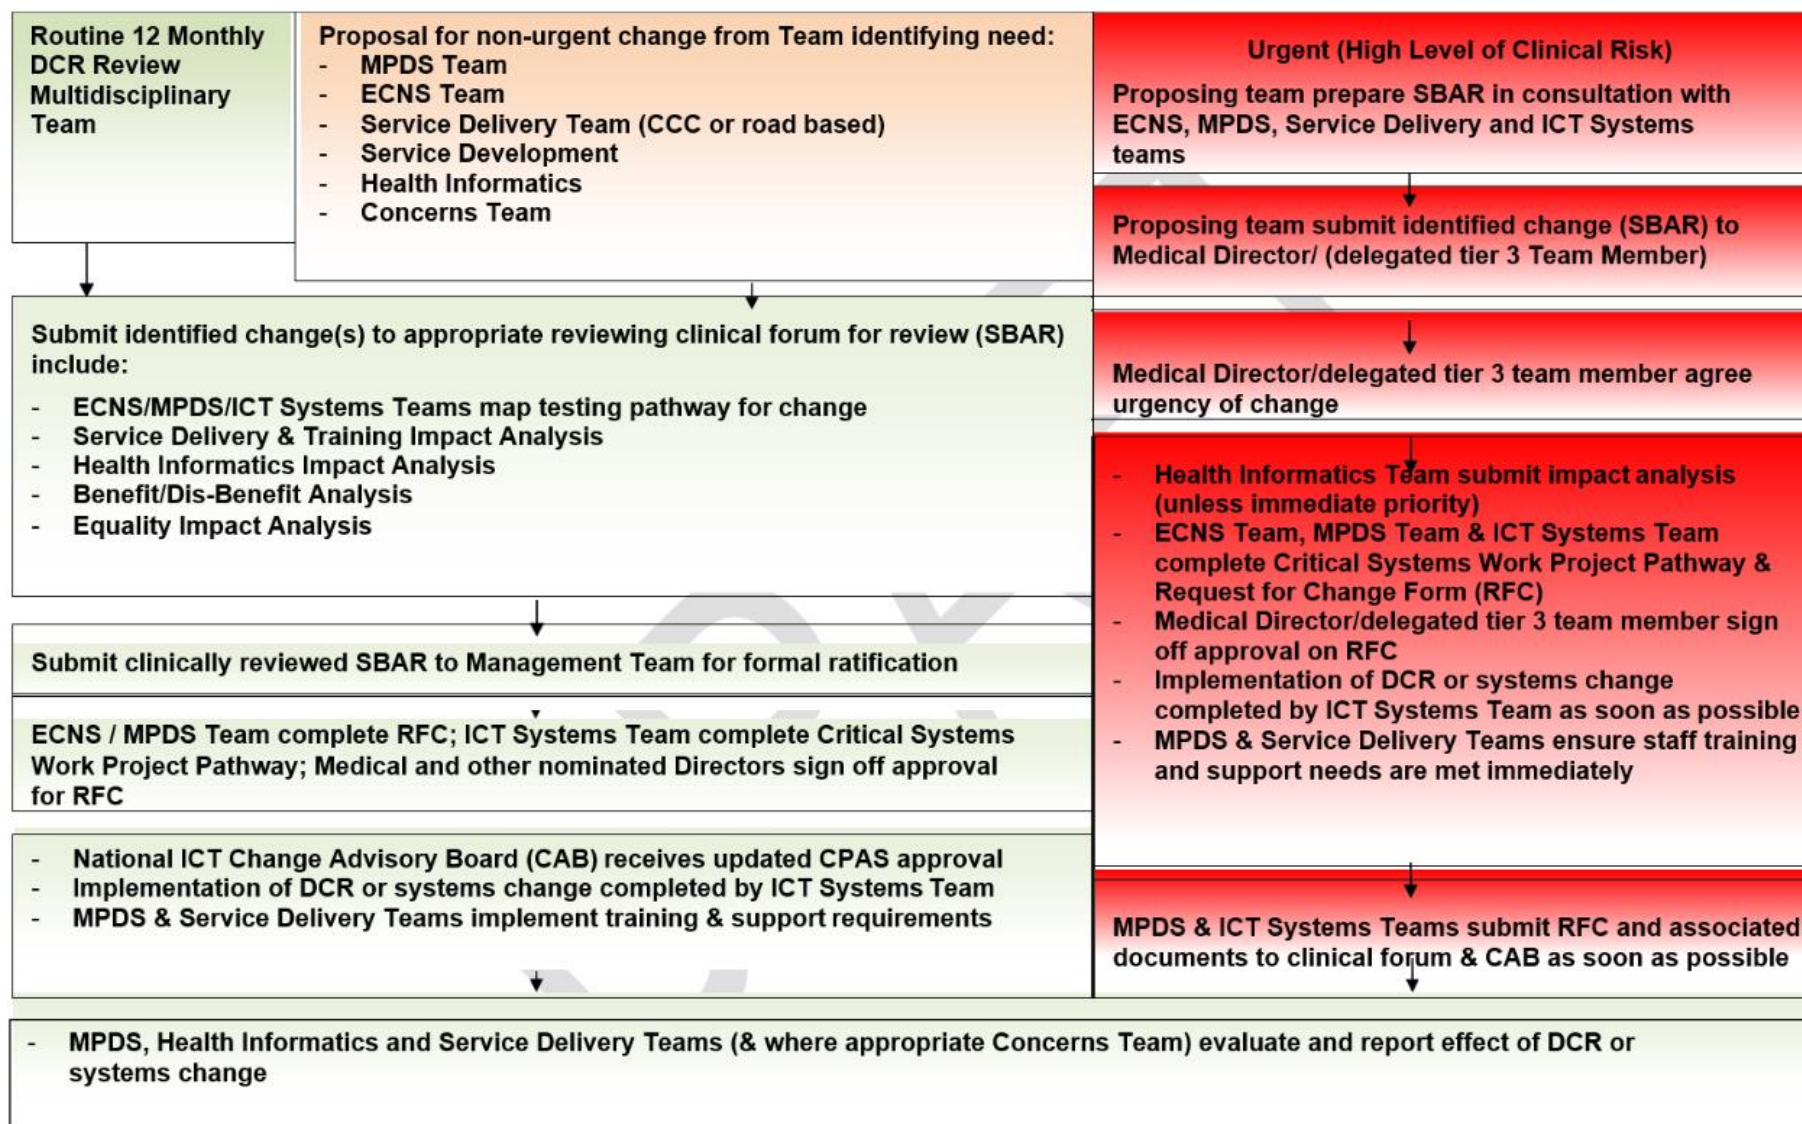 Routine 12 Monthly
DCR Review
Multidisciplinary
Team
Proposal for non-urgent change from Team identifying need:
- MPDS Team
- ECNS Team
- Service Delivery Team (CCC or road based)
- Service Development
- Health Informatics
- Concerns Team
Submit identified change(s) to appropriate reviewing clinical forum for review (SBAR)
include:
- ECNS/MPDS/ICT Systems Teams map testing pathway for change
- Service Delivery & Training Impact Analysis
- Health Informatics Impact Analysis
- Benefit/Dis-Benefit Analysis
- Equality Impact Analysis
Submit clinically reviewed SBAR to Management Team for formal ratification
ECNS / MPDS Team complete RFC; ICT Systems Team complete Critical Systems
Work Project Pathway; Medical and other nominated Directors sign off approval
for RFC
- National ICT Change Advisory Board (CAB) receives updated CPAS approval
- Implementation of DCR or systems change completed by ICT Systems Team
- MPDS & Service Delivery Teams implement training & support requirements
Urgent (High Level of Clinical Risk)
Proposing team prepare SBAR in consultation with
ECNS, MPDS, Service Delivery and ICT Systems
teams
Proposing team submit identified change (SBAR) to
Medical Director/ (delegated tier 3 Team Member)
Medical Director/delegated tier 3 team member agree
urgency of change
- Health Informatics Team submit impact analysis
(unless immediate priority)
- ECNS Team, MPDS Team & ICT Systems Team
complete Critical Systems Work Project Pathway &
Request for Change Form (RFC)
- Medical Director/delegated tier 3 team member sign
off approval on RFC
- Implementation of DCR or systems change
completed by ICT Systems Team as soon as possible
- MPDS & Service Delivery Teams ensure staff training
and support needs are met immediately
MPDS & ICT Systems Teams submit RFC and associated
documents to clinical forum & CAB as soon as possible
- MPDS, Health Informatics and Service Delivery Teams (& where appropriate Concerns Team) evaluate and report effect of DCR or
systems change